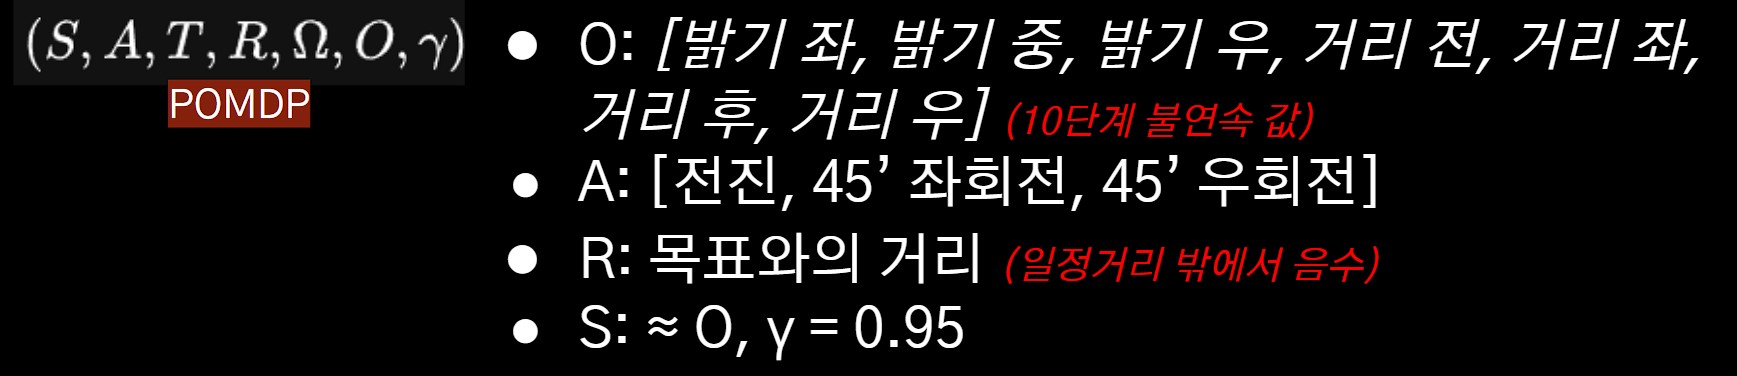 (S, A, T, R, Ω, O, γ)
POMDP
● O: [밝기 좌, 밝기 중, 밝기 우, 거리 전, 거리 좌,
거리 후, 거리 우] (10단계 불연속 값)
● A: [전진, 45’ 좌회전, 45’ 우회전]
● R: 목표와의 거리 (일정거리 밖에서 음수)
● S: ≈ O, γ = 0.95